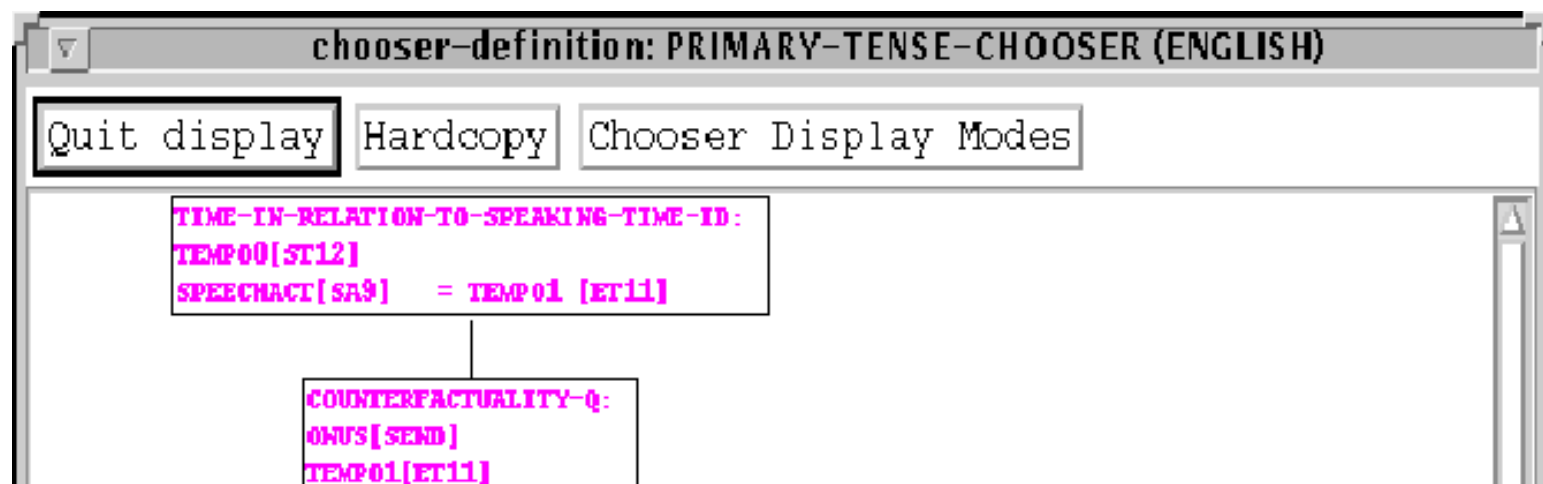 chooser-definition: PRIMARY-TENSE-CHOOSER (ENGLISH)
Quit display Hardcopy Chooser Display Modes
TIME-IN-RELATION-TO-SPEAKING-TIME-ID:
TEMPO0[ST12]
SPEECHACT[SA9] = TEMPO1 [ET11]
COUNTERFACTUALITY-Q:
ONUS[SEND]
TEMPO1[ET11]